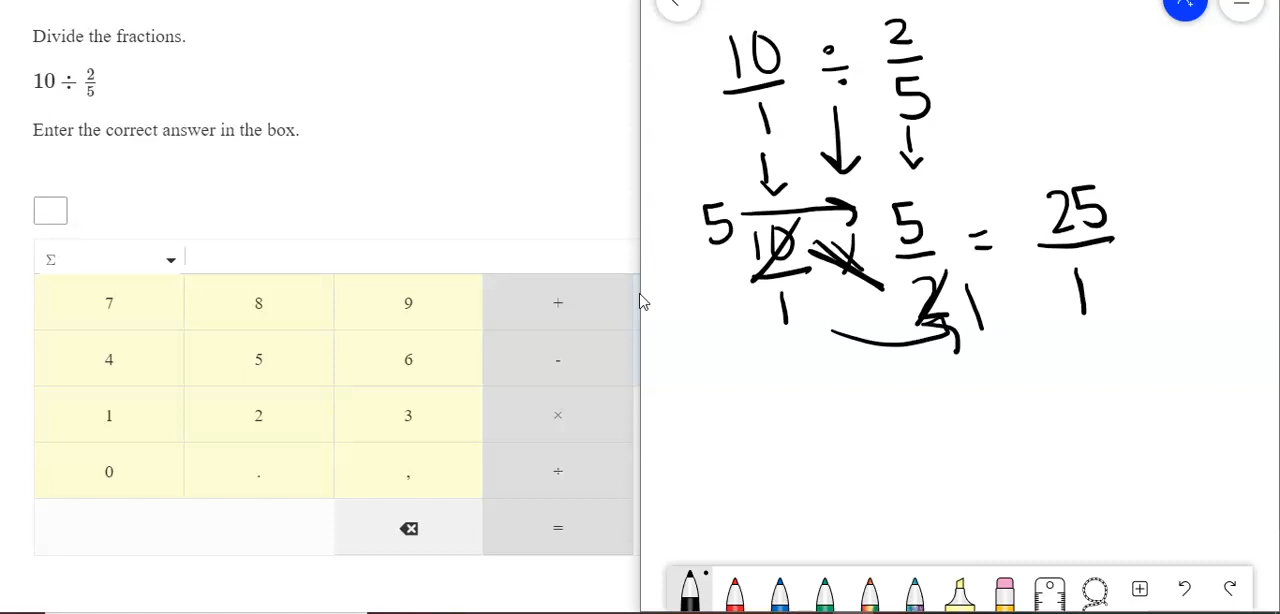 Divide the fractions.
10 ÷ 2/5
Enter the correct answer in the box.
Σ
7 8 9 +
4 5 6 -
1 2 3 ×
0 . , ÷
=
10/1 ÷ 2/5
5 10/1 × 5/2 1 = 25/1